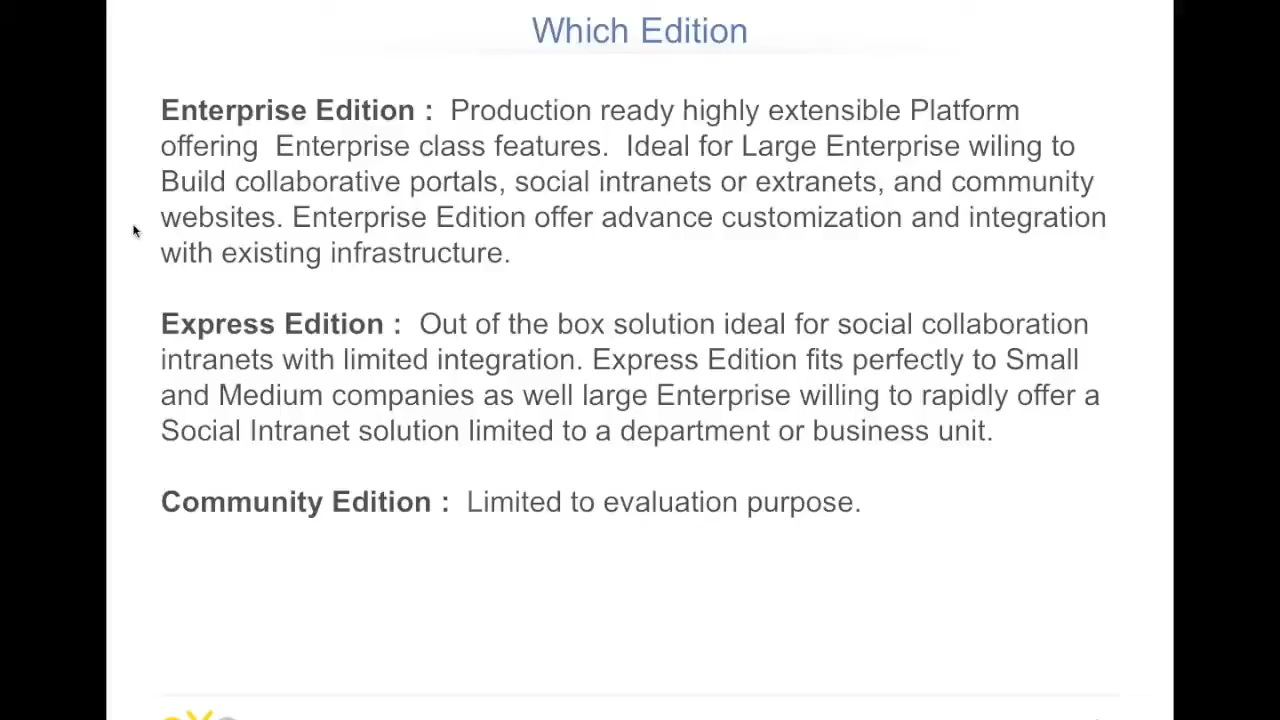 Which Edition
Enterprise Edition : Production ready highly extensible Platform
offering Enterprise class features. Ideal for Large Enterprise wiling to
Build collaborative portals, social intranets or extranets, and community
websites. Enterprise Edition offer advance customization and integration
with existing infrastructure.
Express Edition : Out of the box solution ideal for social collaboration
intranets with limited integration. Express Edition fits perfectly to Small
and Medium companies as well large Enterprise willing to rapidly offer a
Social Intranet solution limited to a department or business unit.
Community Edition : Limited to evaluation purpose.